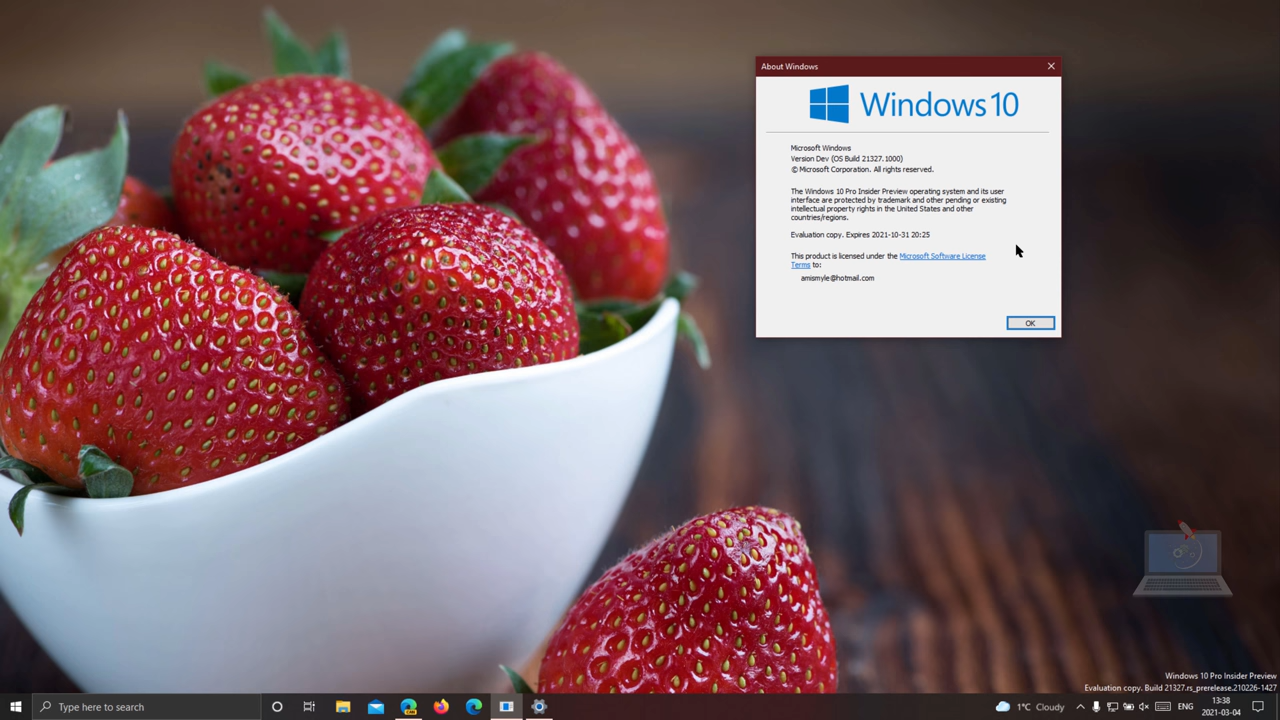 About Windows
Windows 10
Microsoft Windows
Version Dev (OS Build 21327.1000)
© Microsoft Corporation. All rights reserved.
The Windows 10 Pro Insider Preview operating system and its user
interface are protected by trademark and other pending or existing
intellectual property rights in the United States and other
countries/regions.
Evaluation copy. Expires 2021-10-31 20:25
This product is licensed under the Microsoft Software License
Terms to:
amismyle@hotmail.com
OK
Windows 10 Pro Insider Preview
Evaluation copy. Build 21327.rs_prerelease.210226-1427
Type here to search
CAN
1°C Cloudy
ENG
13:38
2021-03-04